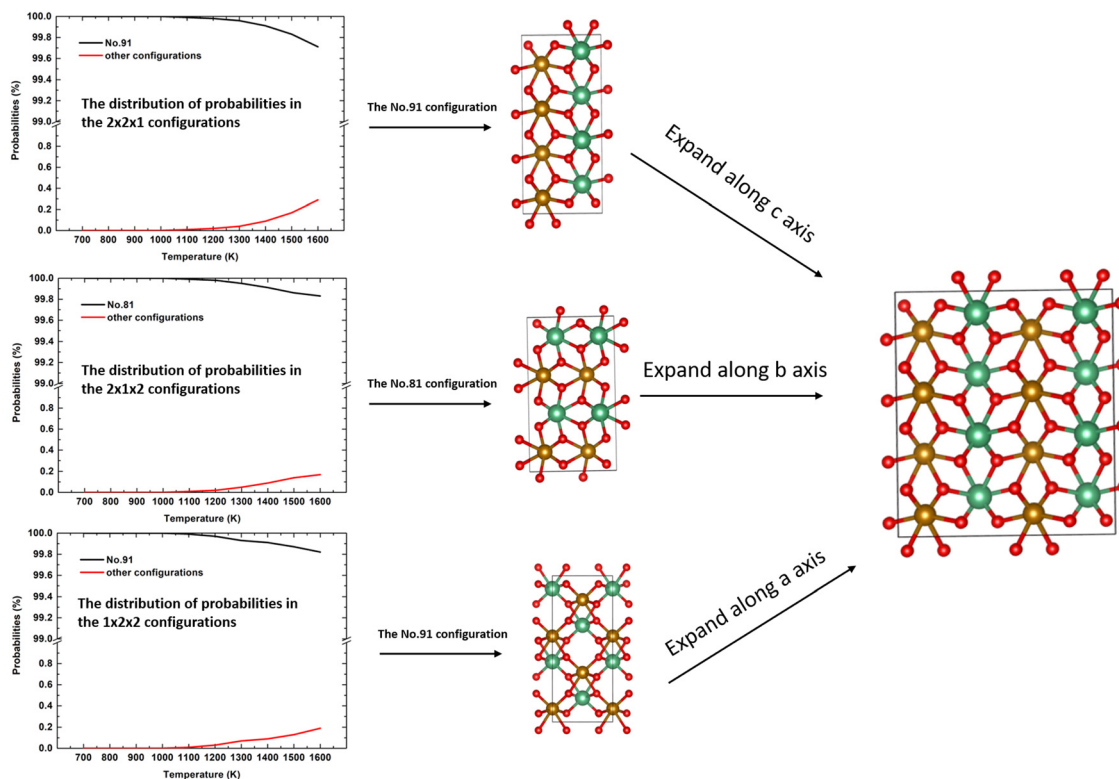 100.0
99.8
99.6
99.4
99.2
99.0
0.8
0.6
0.4
0.2
0.0
Probabilities (%)
No.91
other configurations
The distribution of probabilities in
the 2x2x1 configurations
700 800 900 1000 1100 1200 1300 1400 1500 1600
Temperature (K)
The No.91 configuration
Expand along c axis
100.0
99.8
99.6
99.4
99.2
99.0
0.8
0.6
0.4
0.2
0.0
Probabilities (%)
No.81
other configurations
The distribution of probabilities in
the 2x1x2 configurations
700 800 900 1000 1100 1200 1300 1400 1500 1600
Temperature (K)
The No.81 configuration
Expand along b axis
100.0
99.8
99.6
99.4
99.2
99.0
0.8
0.6
0.4
0.2
0.0
Probabilities (%)
No.91
other configurations
The distribution of probabilities in
the 1x2x2 configurations
700 800 900 1000 1100 1200 1300 1400 1500 1600
Temperature (K)
The No.91 configuration
Expand along a axis